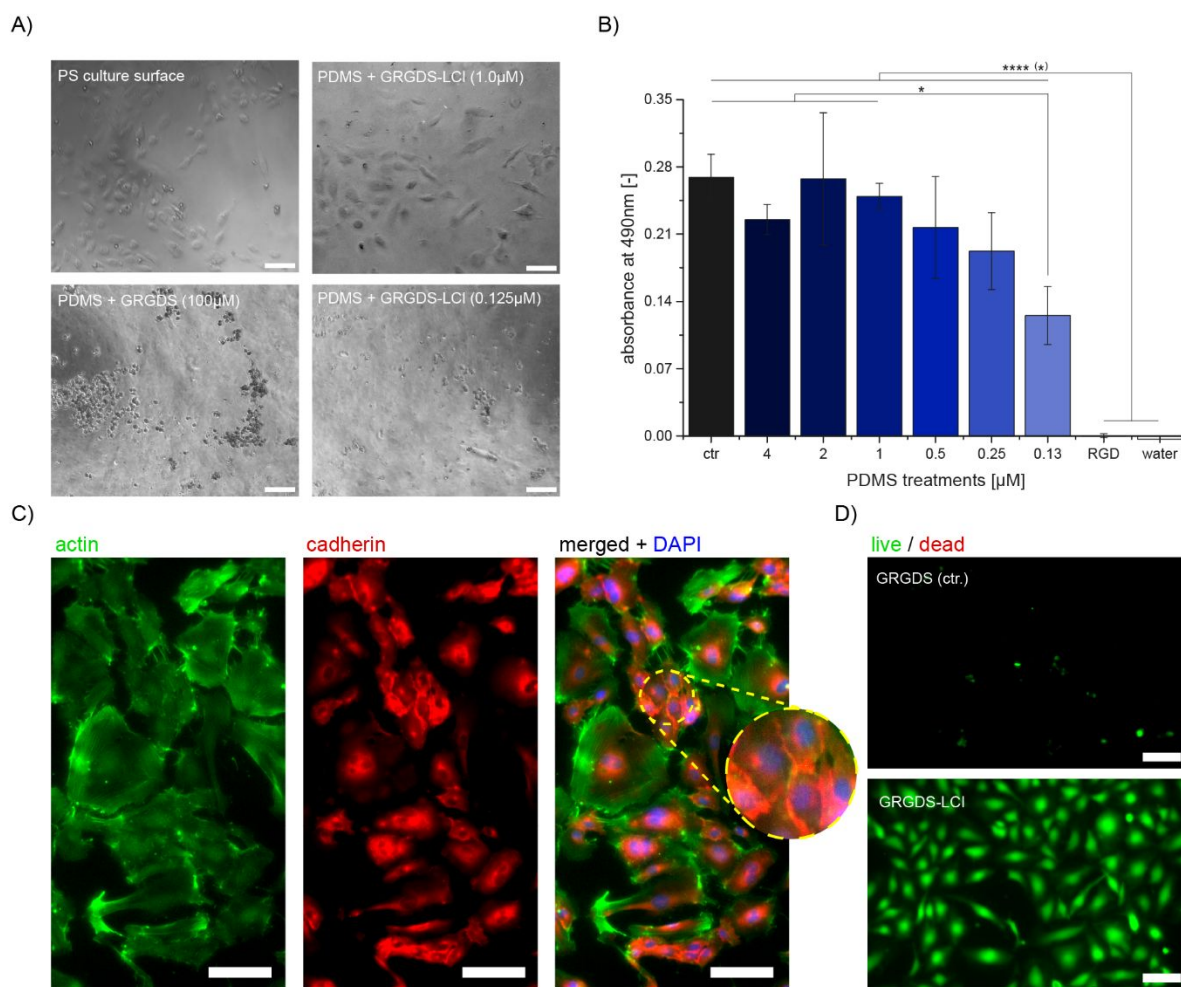 A)
PS culture surface
PDMS + GRGDS-LCI (1.0µM)
PDMS + GRGDS (100µM)
PDMS + GRGDS-LCI (0.125µM)
B)
**** (*)
*
0.35
0.28
0.21
0.14
0.07
0.00
absorbance at 490nm [-]
ctr 4 2 1 0.5 0.25 0.13 RGD water
PDMS treatments [µM]
C)
actin
cadherin
merged + DAPI
D)
live / dead
GRGDS (ctr.)
GRGDS-LCI